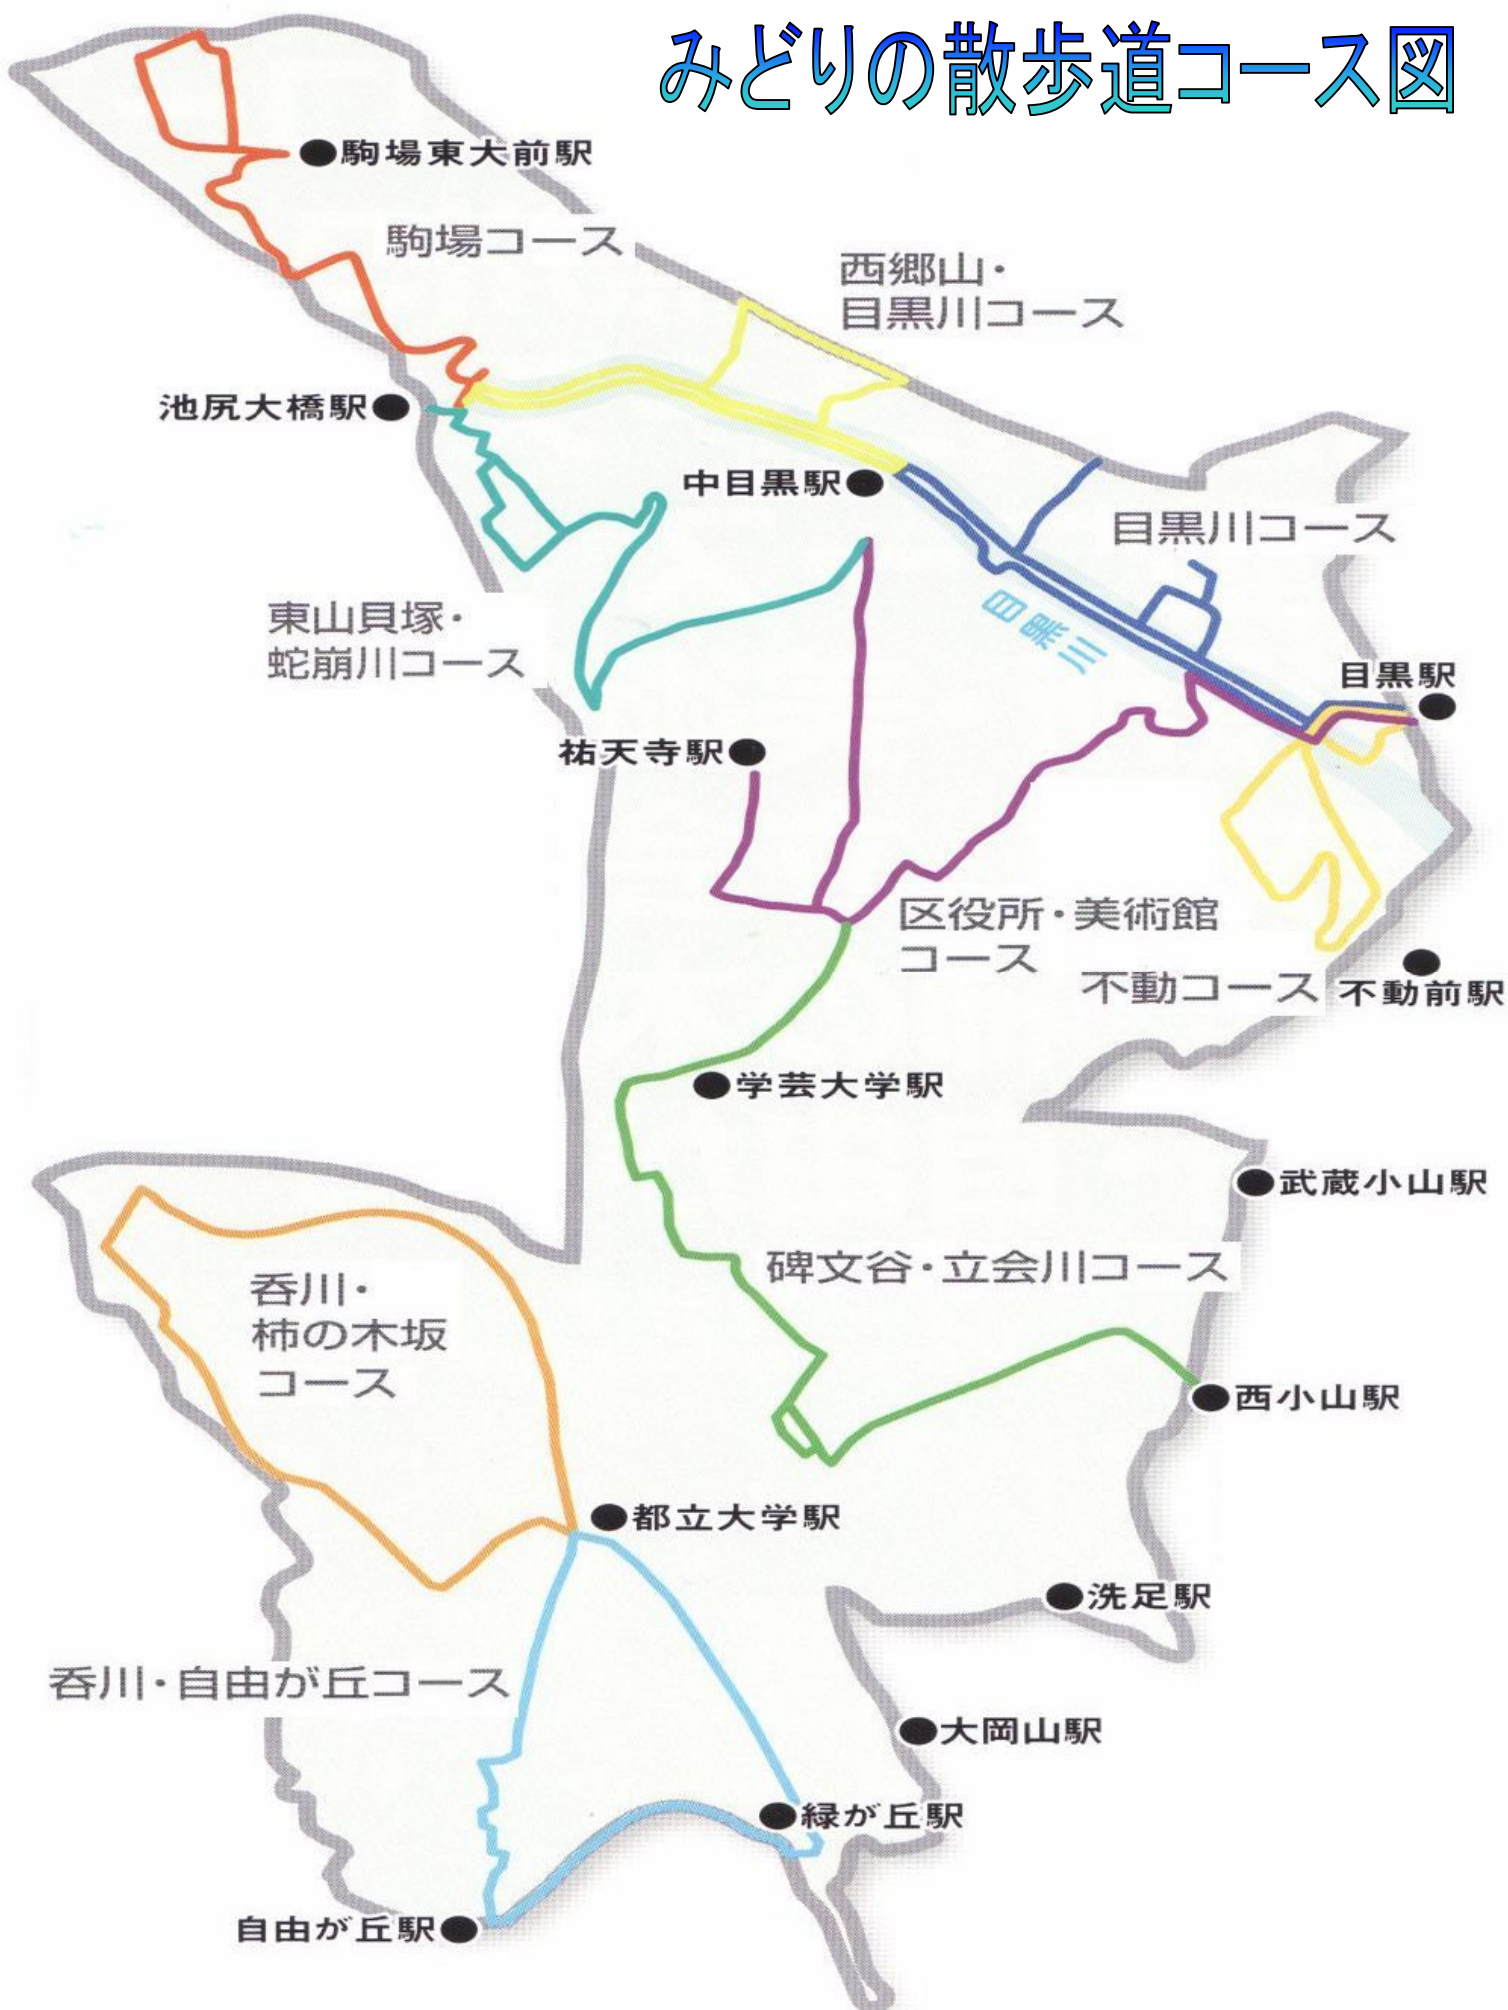 みどりの散歩道コース図
駒場東大前駅
駒場コース
西郷山・
目黒川コース
池尻大橋駅
中目黒駅
目黒川コース
目黒川
東山貝塚・
蛇崩川コース
目黒駅
祐天寺駅
区役所・美術館
コース
不動コース
不動前駅
学芸大学駅
武蔵小山駅
碑文谷・立会川コース
呑川・
柿の木坂
コース
西小山駅
都立大学駅
洗足駅
呑川・自由が丘コース
大岡山駅
緑が丘駅
自由が丘駅